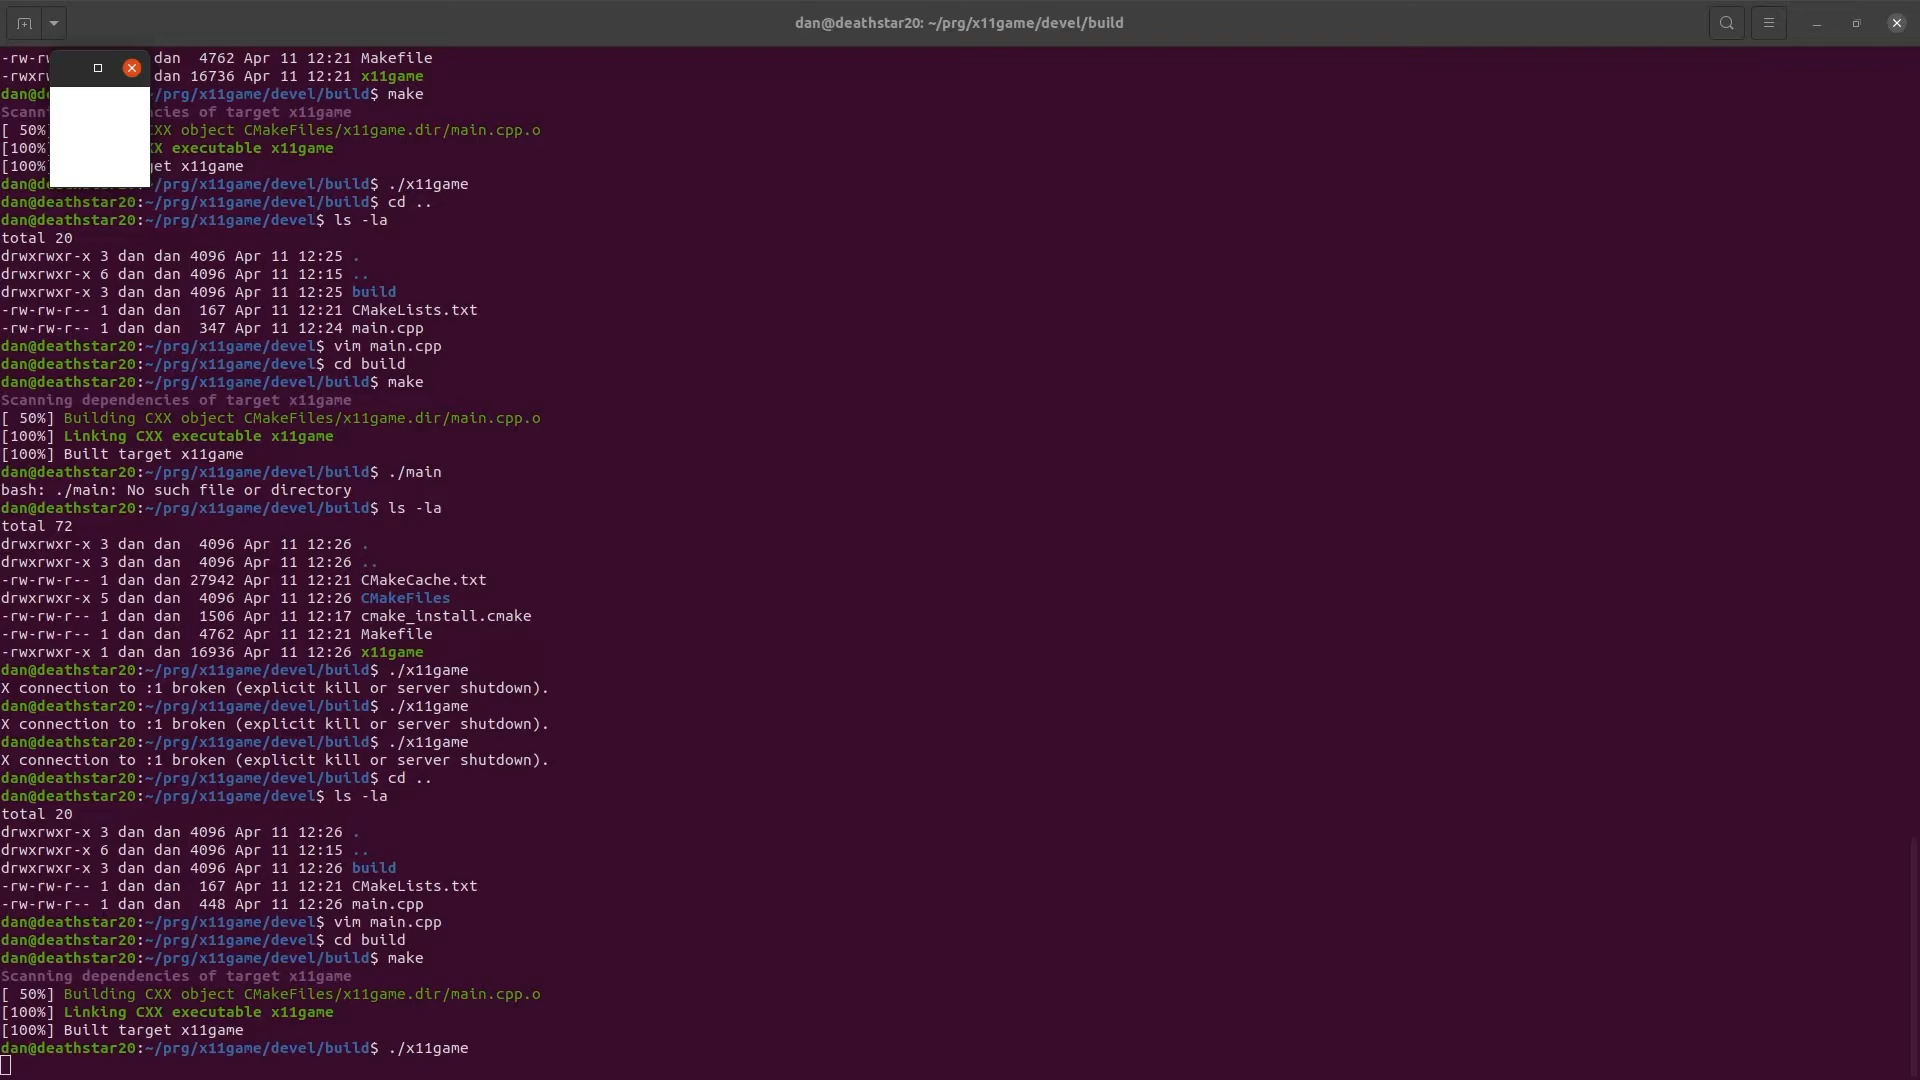 dan@deathstar20: ~/prg/x11game/devel/build
-rw-rw dan  4762 Apr 11 12:21 Makefile
-rwxrw dan 16736 Apr 11 12:21 x11game
dan@de /prg/x11game/devel/build$ make
Scann cies of target x11game
[ 50%] CXX object CMakeFiles/x11game.dir/main.cpp.o
[100%] XX executable x11game
[100%] get x11game
dan@d /prg/x11game/devel/build$ ./x11game
dan@deathstar20:~/prg/x11game/devel/build$ cd ..
dan@deathstar20:~/prg/x11game/devel$ ls -la
total 20
drwxrwxr-x 3 dan dan 4096 Apr 11 12:25 .
drwxrwxr-x 6 dan dan 4096 Apr 11 12:15 ..
drwxrwxr-x 3 dan dan 4096 Apr 11 12:25 build
-rw-rw-r-- 1 dan dan  167 Apr 11 12:21 CMakeLists.txt
-rw-rw-r-- 1 dan dan  347 Apr 11 12:24 main.cpp
dan@deathstar20:~/prg/x11game/devel$ vim main.cpp
dan@deathstar20:~/prg/x11game/devel$ cd build
dan@deathstar20:~/prg/x11game/devel/build$ make
Scanning dependencies of target x11game
[ 50%] Building CXX object CMakeFiles/x11game.dir/main.cpp.o
[100%] Linking CXX executable x11game
[100%] Built target x11game
dan@deathstar20:~/prg/x11game/devel/build$ ./main
bash: ./main: No such file or directory
dan@deathstar20:~/prg/x11game/devel/build$ ls -la
total 72
drwxrwxr-x 3 dan dan  4096 Apr 11 12:26 .
drwxrwxr-x 3 dan dan  4096 Apr 11 12:26 ..
-rw-rw-r-- 1 dan dan 27942 Apr 11 12:21 CMakeCache.txt
drwxrwxr-x 5 dan dan  4096 Apr 11 12:26 CMakeFiles
-rw-rw-r-- 1 dan dan  1506 Apr 11 12:17 cmake_install.cmake
-rw-rw-r-- 1 dan dan  4762 Apr 11 12:21 Makefile
-rwxrwxr-x 1 dan dan 16936 Apr 11 12:26 x11game
dan@deathstar20:~/prg/x11game/devel/build$ ./x11game
X connection to :1 broken (explicit kill or server shutdown).
dan@deathstar20:~/prg/x11game/devel/build$ ./x11game
X connection to :1 broken (explicit kill or server shutdown).
dan@deathstar20:~/prg/x11game/devel/build$ ./x11game
X connection to :1 broken (explicit kill or server shutdown).
dan@deathstar20:~/prg/x11game/devel/build$ cd ..
dan@deathstar20:~/prg/x11game/devel$ ls -la
total 20
drwxrwxr-x 3 dan dan 4096 Apr 11 12:26 .
drwxrwxr-x 6 dan dan 4096 Apr 11 12:15 ..
drwxrwxr-x 3 dan dan 4096 Apr 11 12:26 build
-rw-rw-r-- 1 dan dan  167 Apr 11 12:21 CMakeLists.txt
-rw-rw-r-- 1 dan dan  448 Apr 11 12:26 main.cpp
dan@deathstar20:~/prg/x11game/devel$ vim main.cpp
dan@deathstar20:~/prg/x11game/devel$ cd build
dan@deathstar20:~/prg/x11game/devel/build$ make
Scanning dependencies of target x11game
[ 50%] Building CXX object CMakeFiles/x11game.dir/main.cpp.o
[100%] Linking CXX executable x11game
[100%] Built target x11game
dan@deathstar20:~/prg/x11game/devel/build$ ./x11game